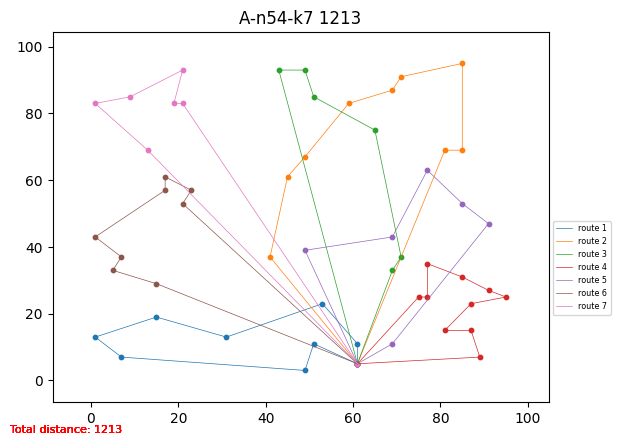 A-n54-k7 1213
100
80
60
40
20
0
0 20 40 60 80 100
route 1
route 2
route 3
route 4
route 5
route 6
route 7
Total distance: 1213